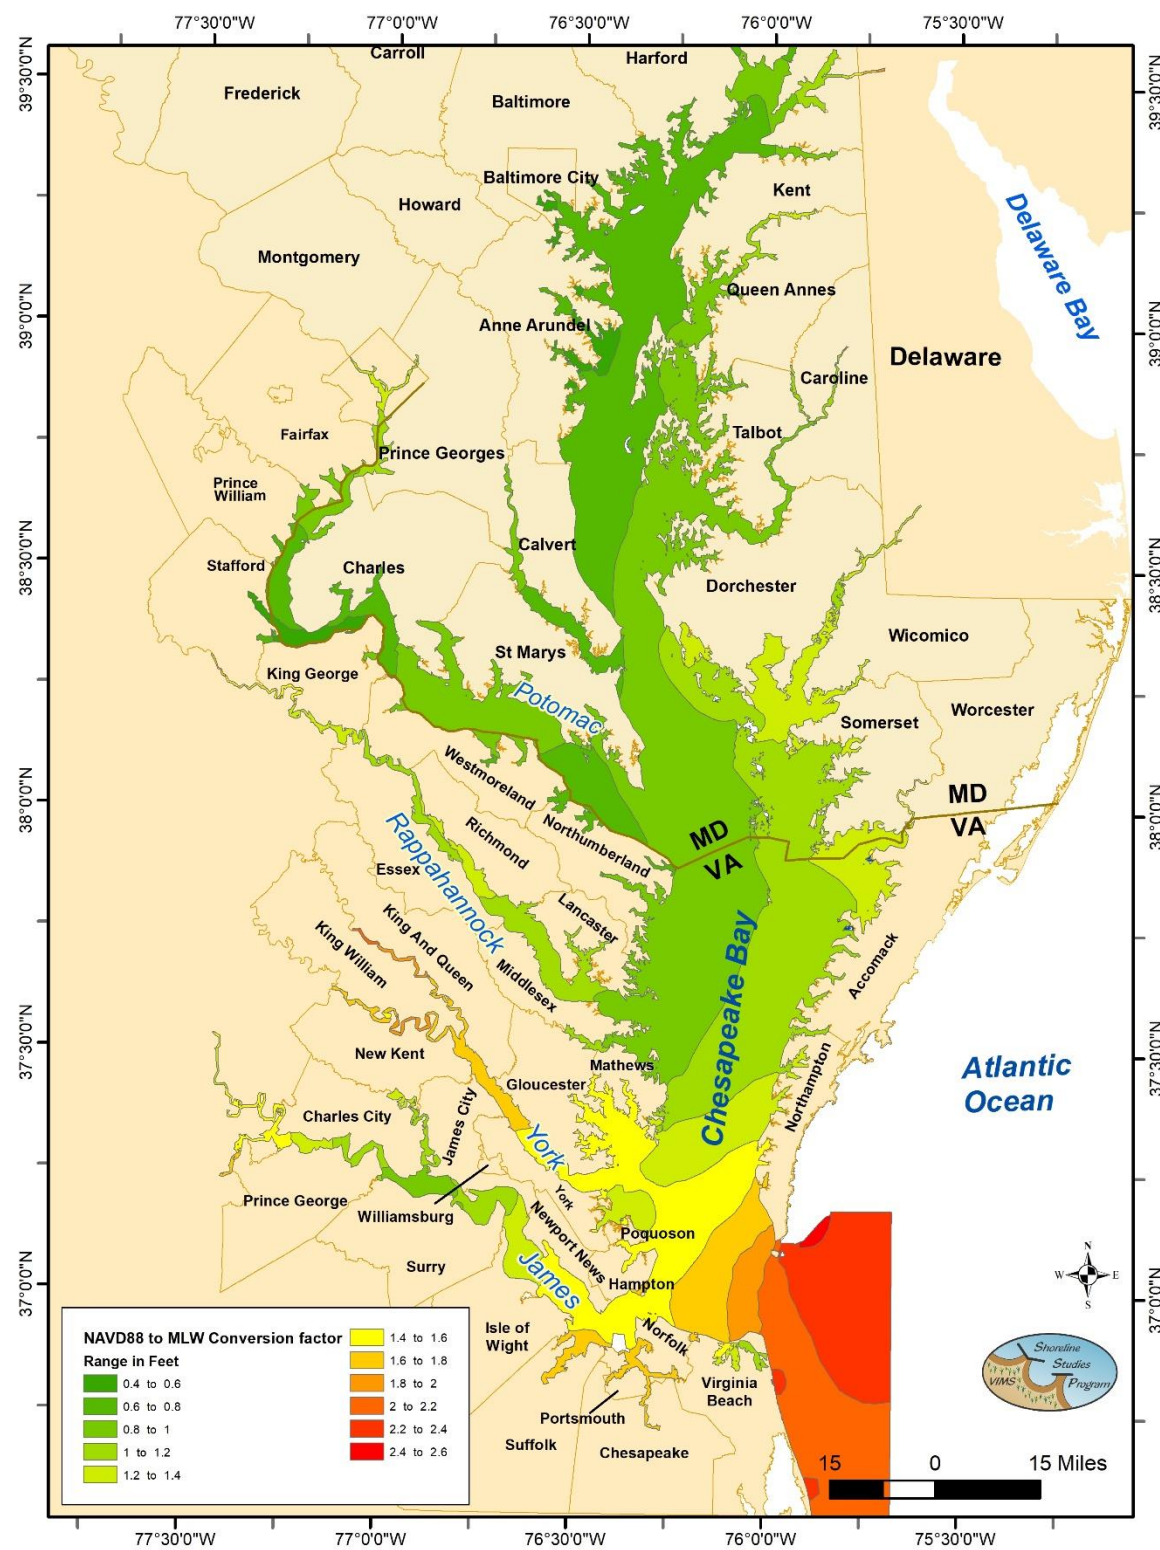 77°30'0"W
77°0'0"W
76°30'0"W
76°0'0"W
75°30'0"W
39°30'0"N
39°30'0"N
39°0'0"N
39°0'0"N
38°30'0"N
38°30'0"N
38°0'0"N
38°0'0"N
37°30'0"N
37°30'0"N
37°0'0"N
37°0'0"N
Carroll
Harford
Frederick
Baltimore
Baltimore City
Kent
Howard
Montgomery
Delaware Bay
Queen Annes
Anne Arundel
Delaware
Caroline
Fairfax
Talbot
Prince Georges
Prince
William
Calvert
Stafford
Charles
Dorchester
Wicomico
St Marys
King George
Potomac
Worcester
Somerset
Westmoreland
MD
VA
MD
VA
Richmond
Northumberland
Rappahannock
Essex
Lancaster
King And Queen
King William
Middlesex
Chesapeake Bay
Accomack
New Kent
Mathews
Gloucester
Northampton
Atlantic
Ocean
Charles City
James City
York
York
Prince George
Williamsburg
Newport News
Poquoson
Surry
James
Hampton
Isle of
Wight
Norfolk
Virginia
Beach
Portsmouth
Suffolk
Chesapeake
N
W
E
S
Shoreline
Studies
Program
VIMS
15
0
15 Miles
NAVD88 to MLW Conversion factor
Range in Feet
0.4 to 0.6
0.6 to 0.8
0.8 to 1
1 to 1.2
1.2 to 1.4
1.4 to 1.6
1.6 to 1.8
1.8 to 2
2 to 2.2
2.2 to 2.4
2.4 to 2.6
77°30'0"W
77°0'0"W
76°30'0"W
76°0'0"W
75°30'0"W